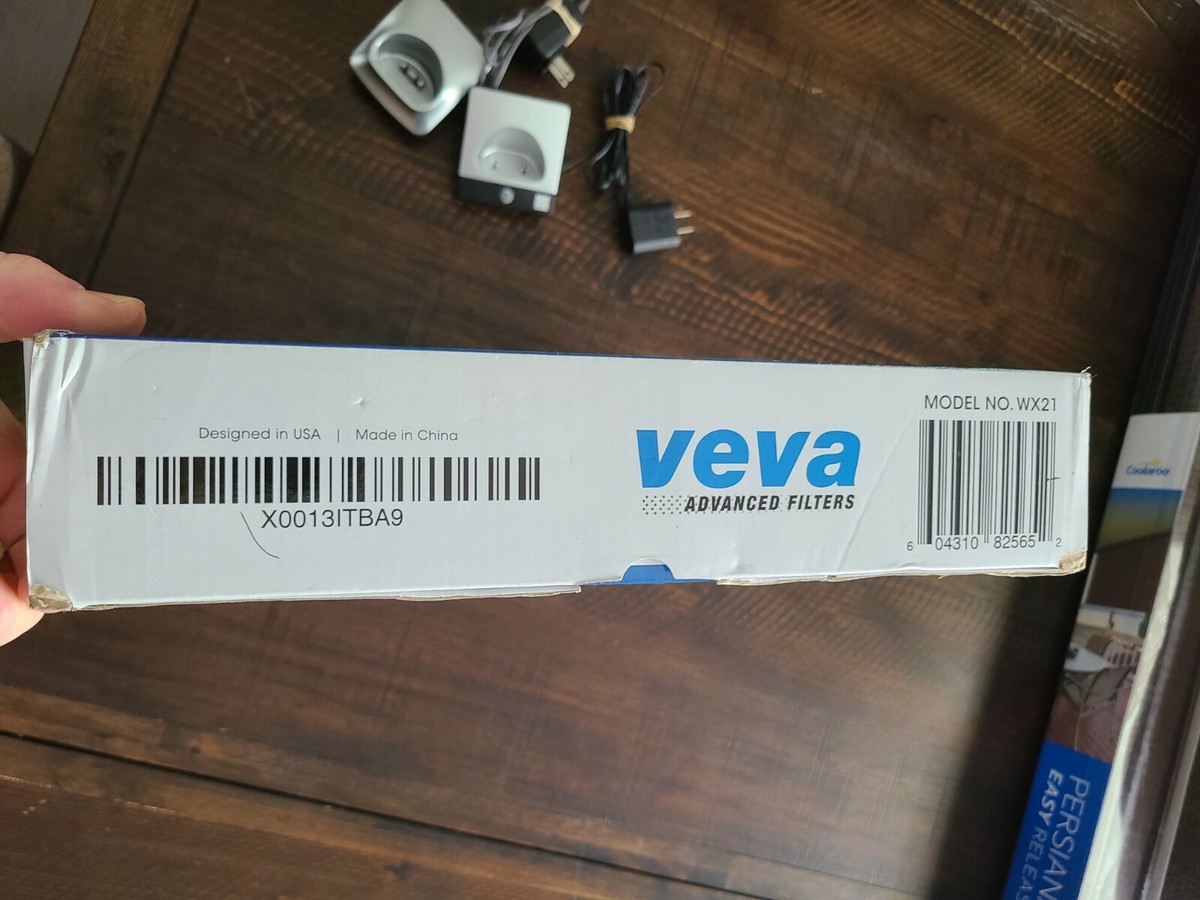 Designed in USA | Made in China
X0013ITBA9
veva
ADVANCED FILTERS
MODEL NO. WX21
6 04310 82565 2
Coolaroo
PERSIAN
EASY RELEAS